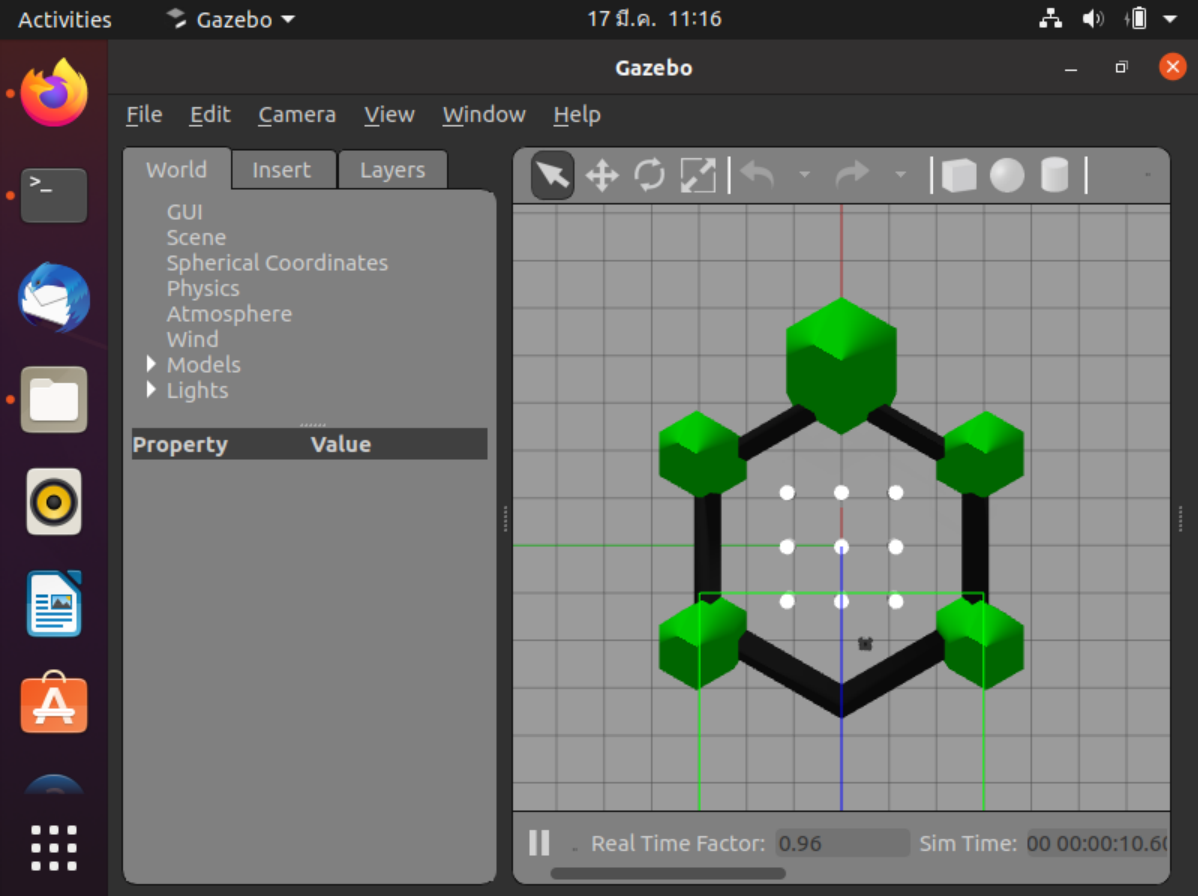 Activities Gazebo 17 มี.ค. 11:16
Gazebo
File Edit Camera View Window Help
World Insert Layers
GUI
Scene
Spherical Coordinates
Physics
Atmosphere
Wind
Models
Lights
Property Value
>_
Real Time Factor: 0.96 Sim Time: 00 00:00:10.60